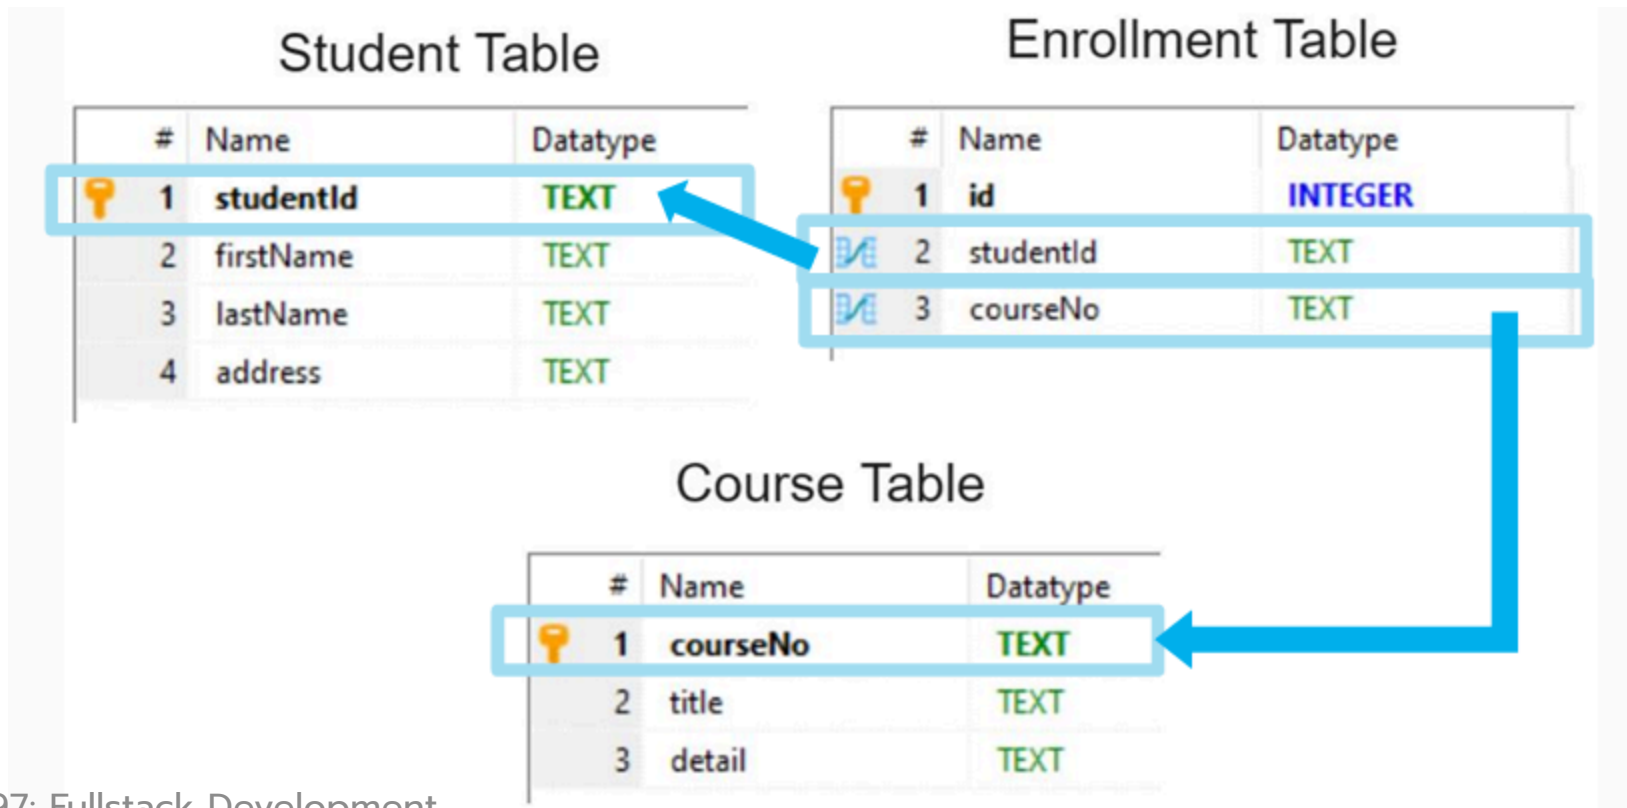 Student Table
# Name Datatype
1 studentId TEXT
2 firstName TEXT
3 lastName TEXT
4 address TEXT
Enrollment Table
# Name Datatype
1 id INTEGER
2 studentId TEXT
3 courseNo TEXT
Course Table
# Name Datatype
1 courseNo TEXT
2 title TEXT
3 detail TEXT
97: Fullstack Development